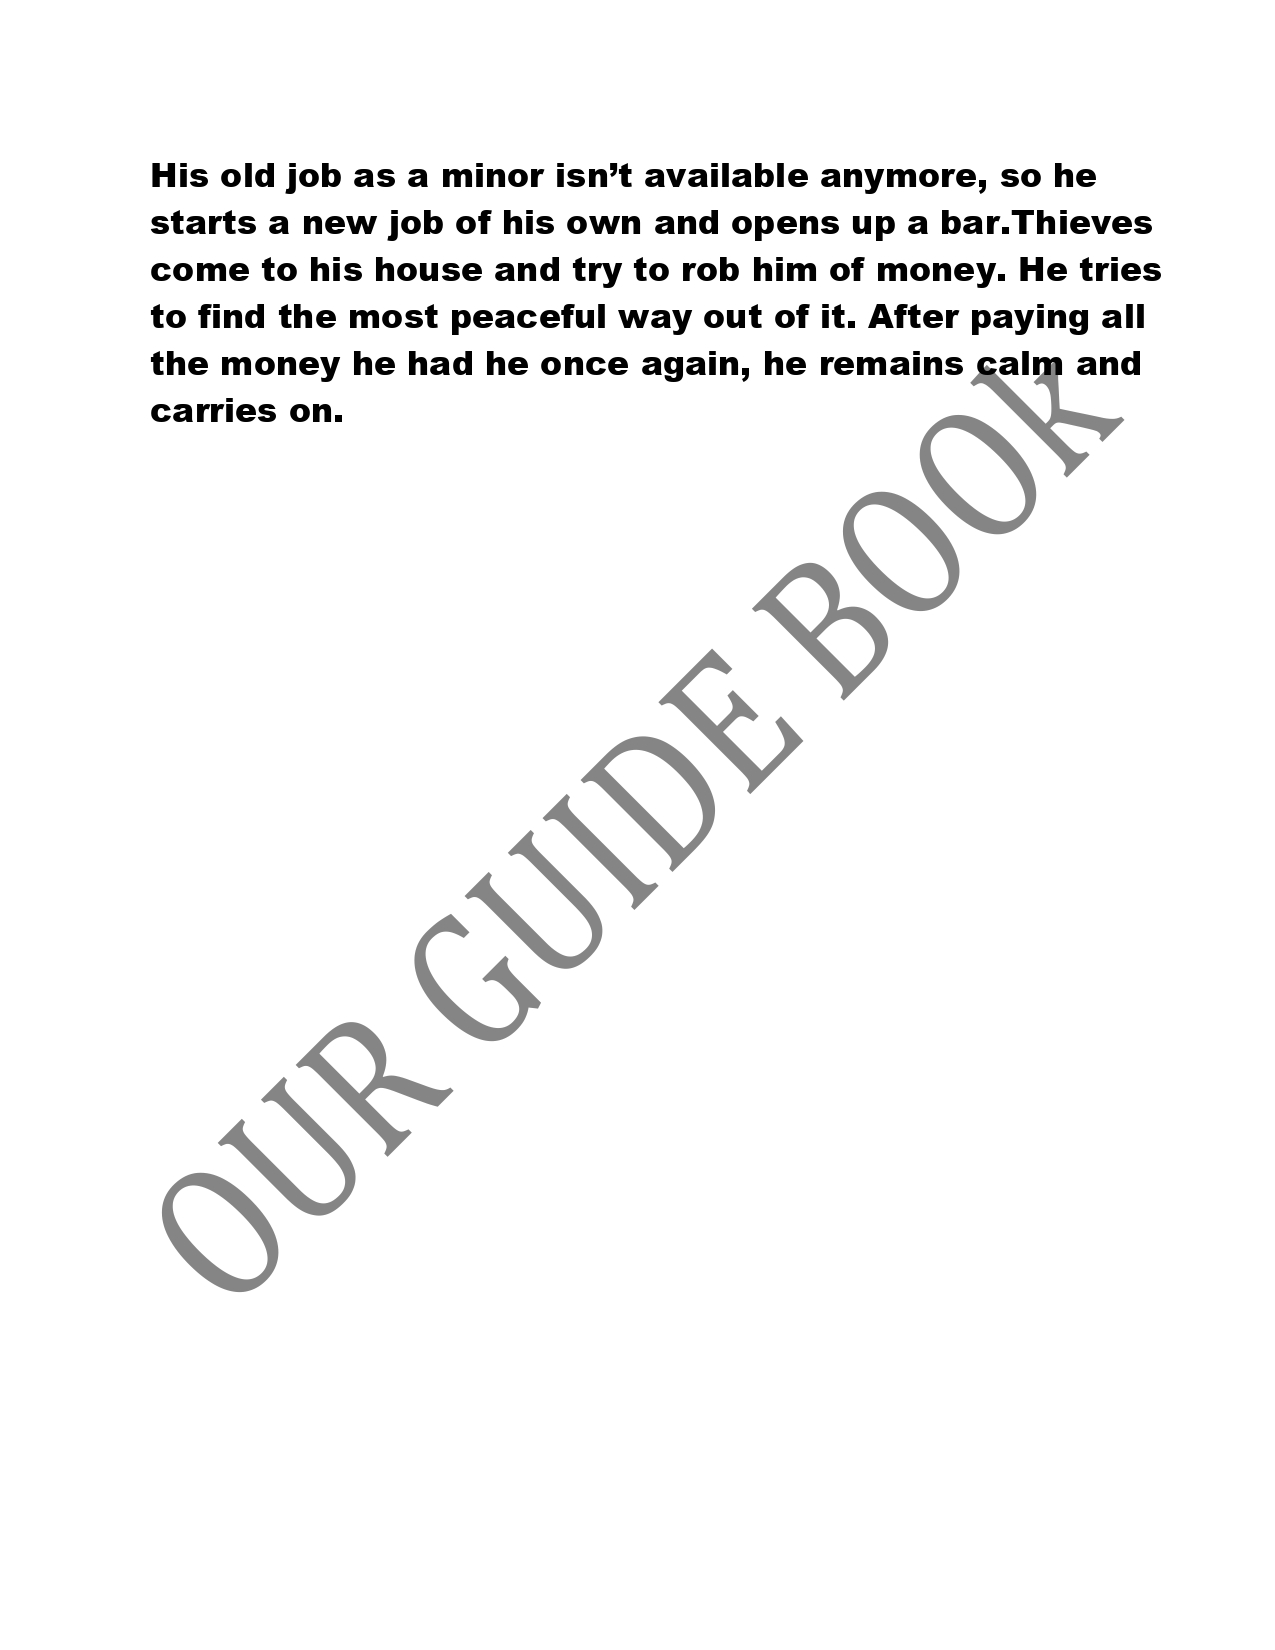 His old job as a minor isn’t available anymore, so he
starts a new job of his own and opens up a bar.Thieves
come to his house and try to rob him of money. He tries
to find the most peaceful way out of it. After paying all
the money he had he once again, he remains calm and
carries on.
OUR GUIDE BOOk